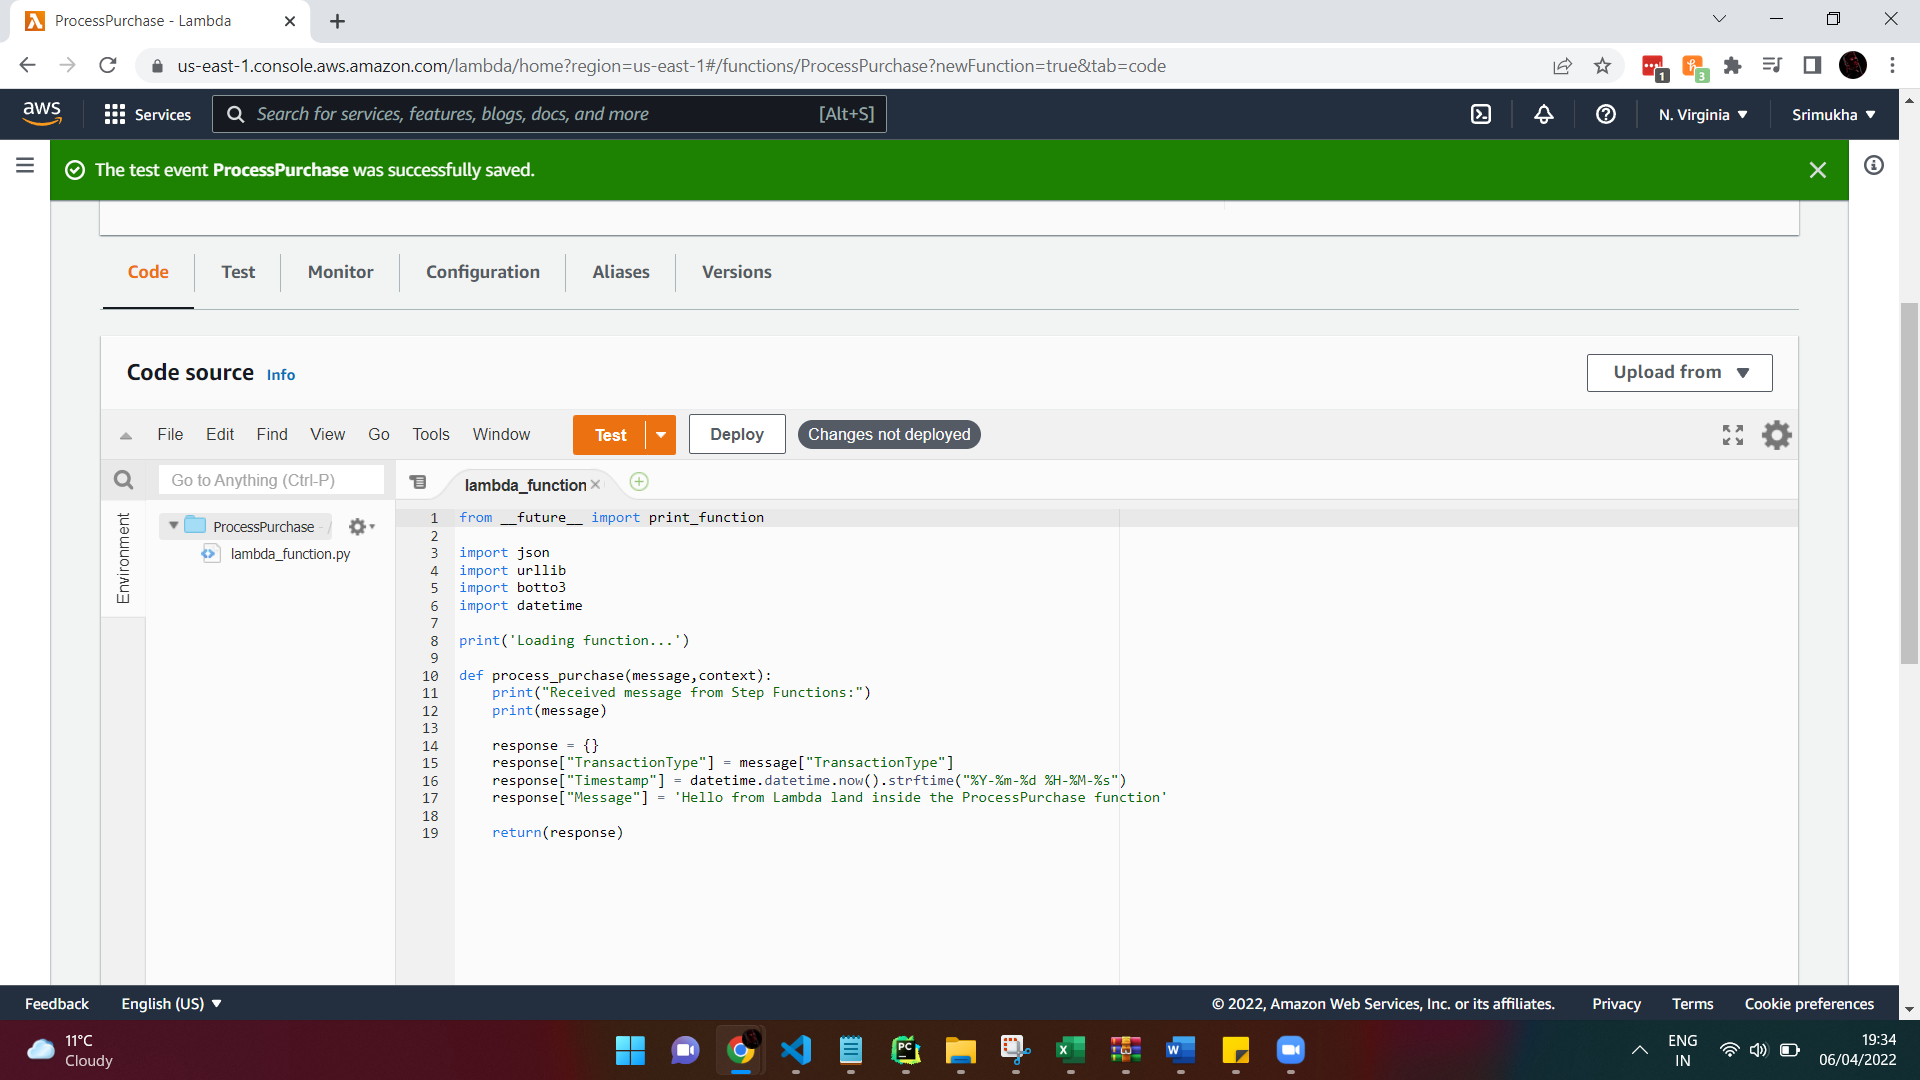 ProcessPurchase - Lambda
us-east-1.console.aws.amazon.com/lambda/home?region=us-east-1#/functions/ProcessPurchase?newFunction=true&tab=code
1
3
aws
Services
Search for services, features, blogs, docs, and more
[Alt+S]
N. Virginia
Srimukha
The test event ProcessPurchase was successfully saved.
Code
Test
Monitor
Configuration
Aliases
Versions
Code source Info
Upload from
File Edit Find View Go Tools Window
Test
Deploy
Changes not deployed
Go to Anything (Ctrl-P)
lambda_function
Environment
ProcessPurchase - /
lambda_function.py
1 from __future__ import print_function
2
3 import json
4 import urllib
5 import botto3
6 import datetime
7
8 print('Loading function...')
9
10 def process_purchase(message,context):
11     print("Received message from Step Functions:")
12     print(message)
13
14     response = {}
15     response["TransactionType"] = message["TransactionType"]
16     response["Timestamp"] = datetime.datetime.now().strftime("%Y-%m-%d %H-%M-%s")
17     response["Message"] = 'Hello from Lambda land inside the ProcessPurchase function'
18
19     return(response)
Feedback
English (US)
© 2022, Amazon Web Services, Inc. or its affiliates.
Privacy
Terms
Cookie preferences
11°C
Cloudy
PC
X
W
ENG
IN
19:34
06/04/2022